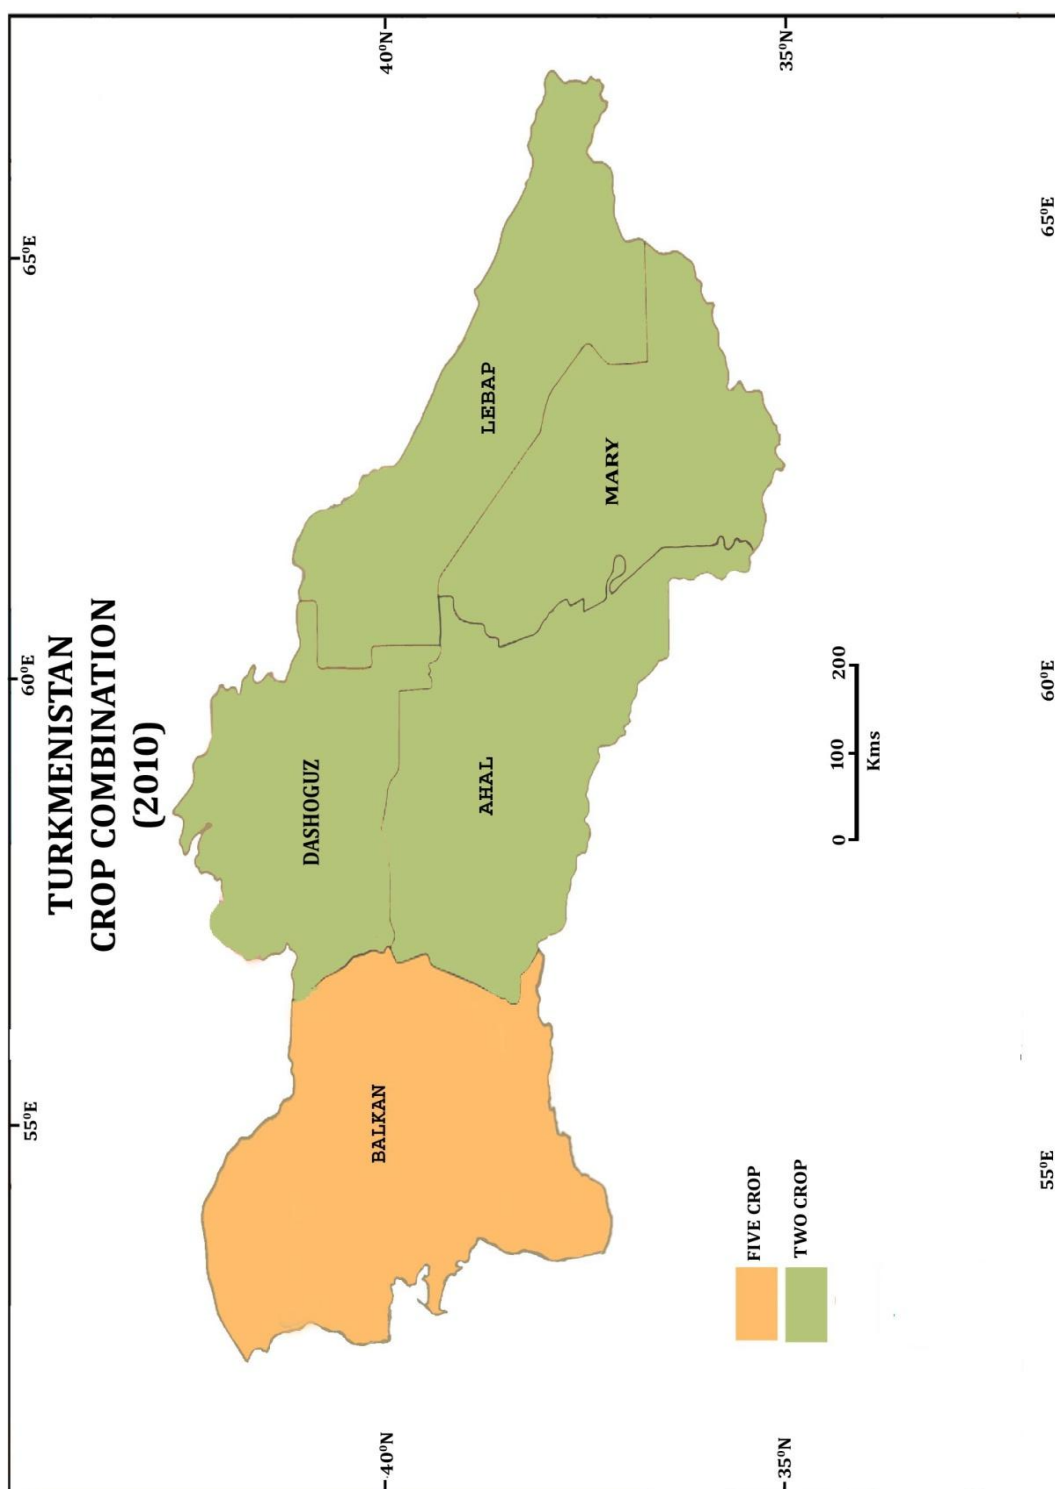 TURKMENISTAN
CROP COMBINATION
(2010)
55⁰E
60⁰E
65⁰E
40⁰N
40⁰N
DASHOGUZ
LEBAP
BALKAN
AHAL
MARY
FIVE CROP
TWO CROP
0 100 200
Kms
35⁰N
35⁰N
55⁰E
60⁰E
65⁰E